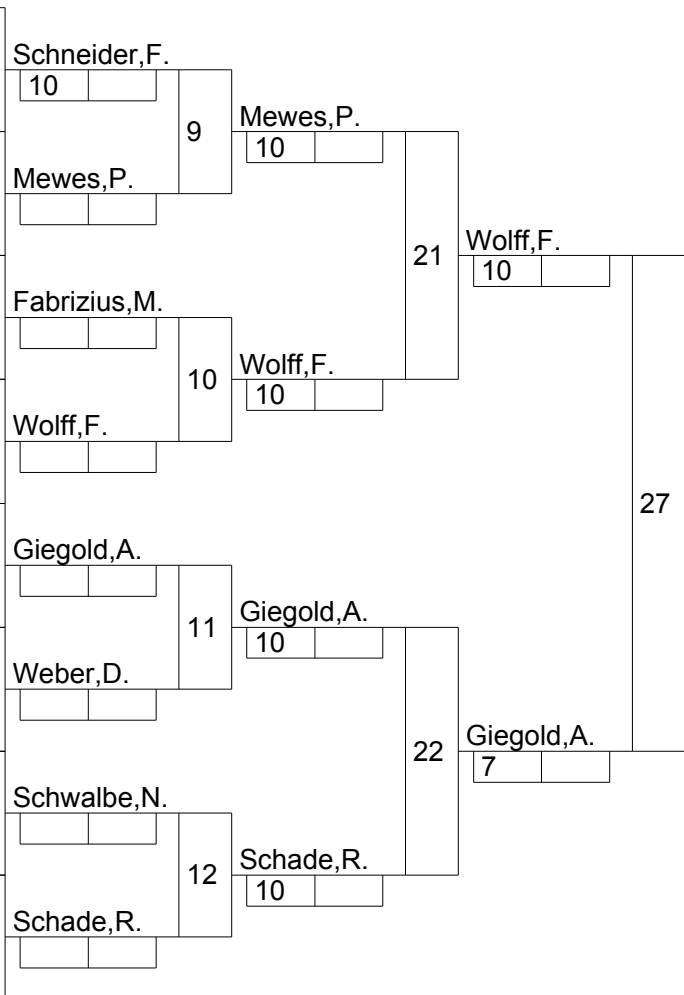 Schneider,F.
10
9
Mewes,P.
10
Mewes,P.
21
Wolff,F.
10
Fabrizius,M.
10
Wolff,F.
10
Wolff,F.
27
Giegold,A.
11
Giegold,A.
10
Weber,D.
22
Giegold,A.
7
Schwalbe,N.
12
Schade,R.
10
Schade,R.